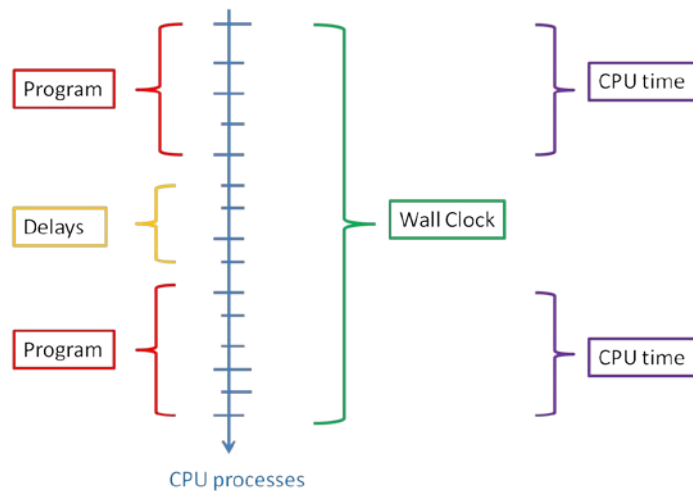 Program
CPU time
Delays
Wall Clock
Program
CPU time
CPU processes